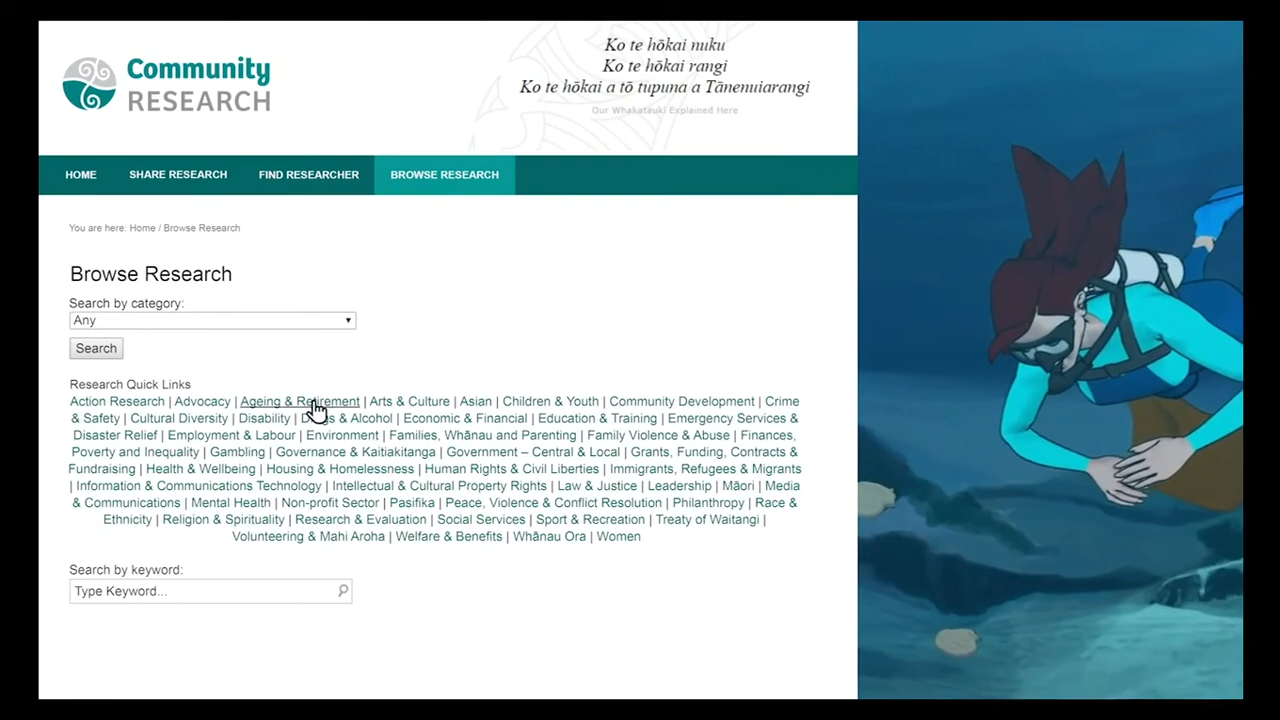 Community
RESEARCH
Ko te hōkai nuku
Ko te hōkai rangi
Ko te hōkai a tō tupuna a Tānenuiarangi
Our Whakatauki Explained Here
HOME
SHARE RESEARCH
FIND RESEARCHER
BROWSE RESEARCH
You are here: Home / Browse Research
Browse Research
Search by category:
Any
Search
Research Quick Links
Action Research | Advocacy | Ageing & Retirement | Arts & Culture | Asian | Children & Youth | Community Development | Crime
& Safety | Cultural Diversity | Disability | Drugs & Alcohol | Economic & Financial | Education & Training | Emergency Services &
Disaster Relief | Employment & Labour | Environment | Families, Whānau and Parenting | Family Violence & Abuse | Finances,
Poverty and Inequality | Gambling | Governance & Kaitiakitanga | Government – Central & Local | Grants, Funding, Contracts &
Fundraising | Health & Wellbeing | Housing & Homelessness | Human Rights & Civil Liberties | Immigrants, Refugees & Migrants
| Information & Communications Technology | Intellectual & Cultural Property Rights | Law & Justice | Leadership | Māori | Media
& Communications | Mental Health | Non-profit Sector | Pasifika | Peace, Violence & Conflict Resolution | Philanthropy | Race &
Ethnicity | Religion & Spirituality | Research & Evaluation | Social Services | Sport & Recreation | Treaty of Waitangi |
Volunteering & Mahi Aroha | Welfare & Benefits | Whānau Ora | Women
Search by keyword:
Type Keyword...